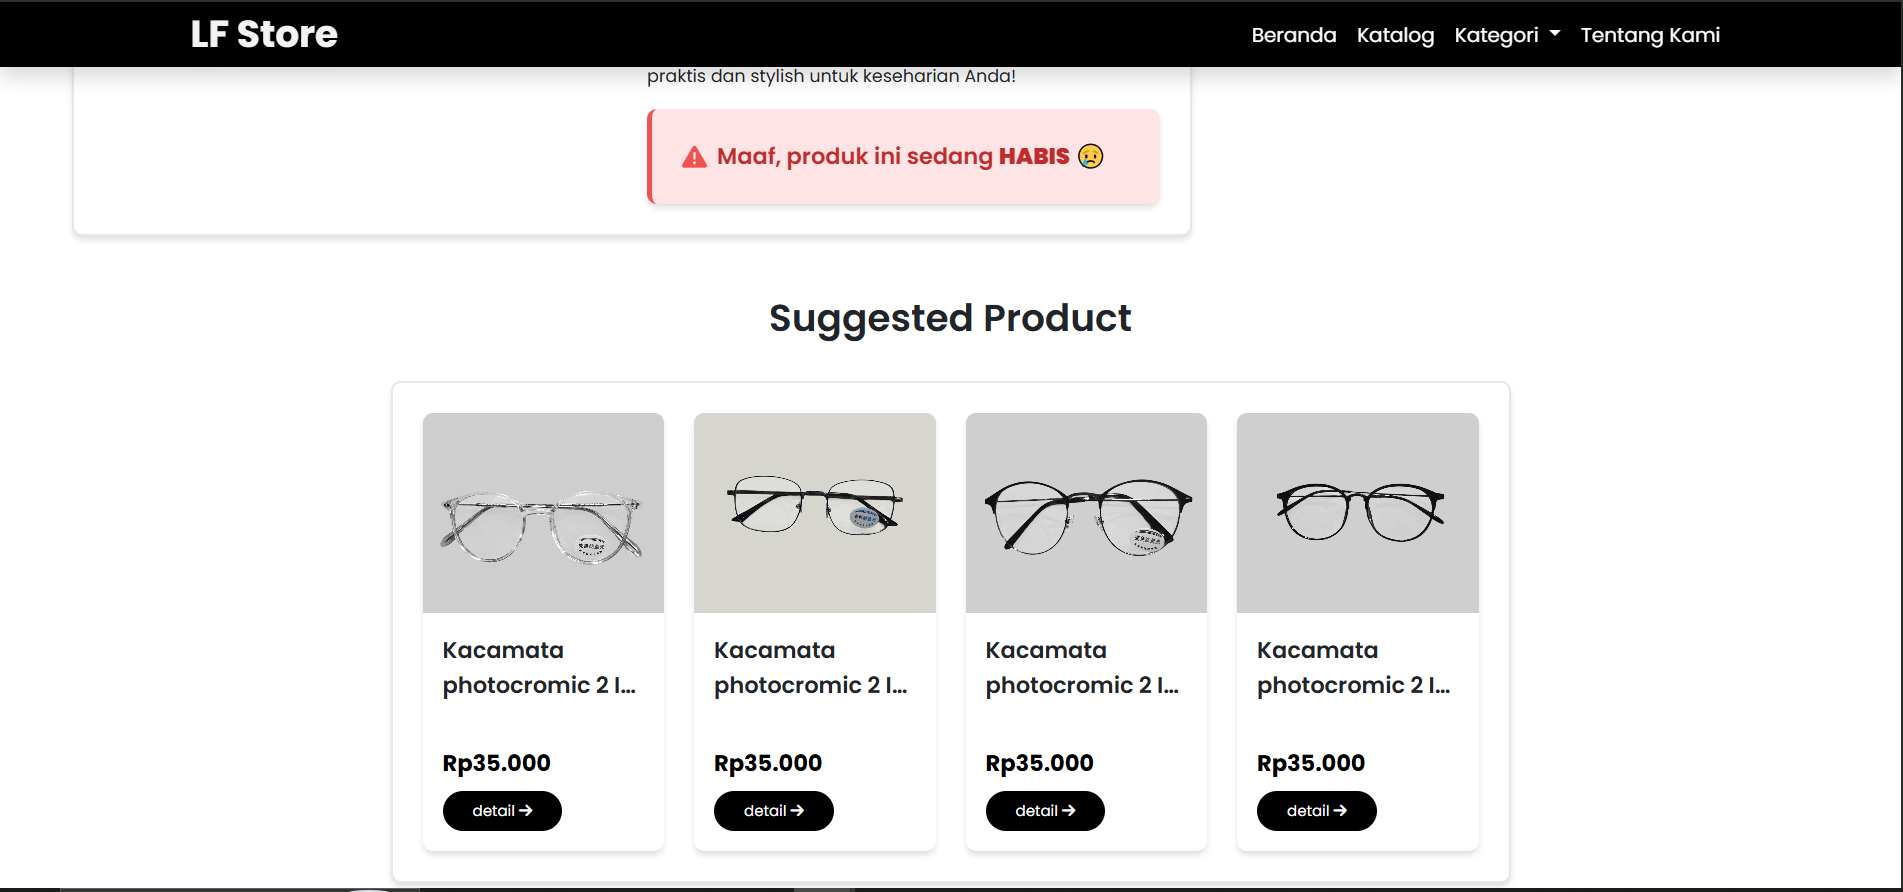 LF Store
Beranda Katalog Kategori Tentang Kami
praktis dan stylish untuk keseharian Anda!
Maaf, produk ini sedang HABIS 😢
Suggested Product
Kacamata
photocromic 2 I...
Rp35.000
detail →
Kacamata
photocromic 2 I...
Rp35.000
detail →
Kacamata
photocromic 2 I...
Rp35.000
detail →
Kacamata
photocromic 2 I...
Rp35.000
detail →